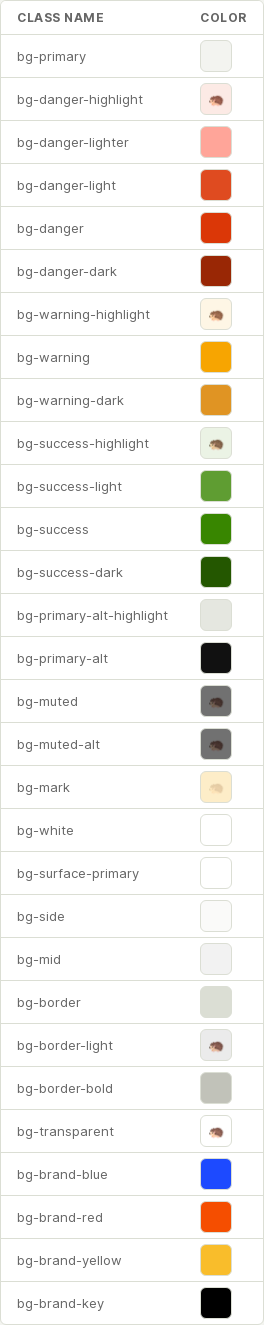 CLASS NAME COLOR
bg-primary
bg-danger-highlight
bg-danger-lighter
bg-danger-light
bg-danger
bg-danger-dark
bg-warning-highlight
bg-warning
bg-warning-dark
bg-success-highlight
bg-success-light
bg-success
bg-success-dark
bg-primary-alt-highlight
bg-primary-alt
bg-muted
bg-muted-alt
bg-mark
bg-white
bg-surface-primary
bg-side
bg-mid
bg-border
bg-border-light
bg-border-bold
bg-transparent
bg-brand-blue
bg-brand-red
bg-brand-yellow
bg-brand-key